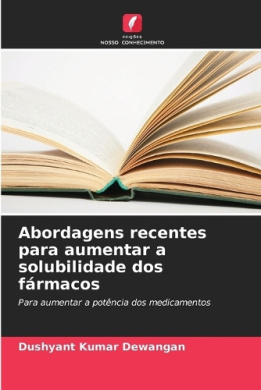 edições
NOSSO CONHECIMENTO
Abordagens recentes
para aumentar a
solubilidade dos
fármacos
Para aumentar a potência dos medicamentos
Dushyant Kumar Dewangan